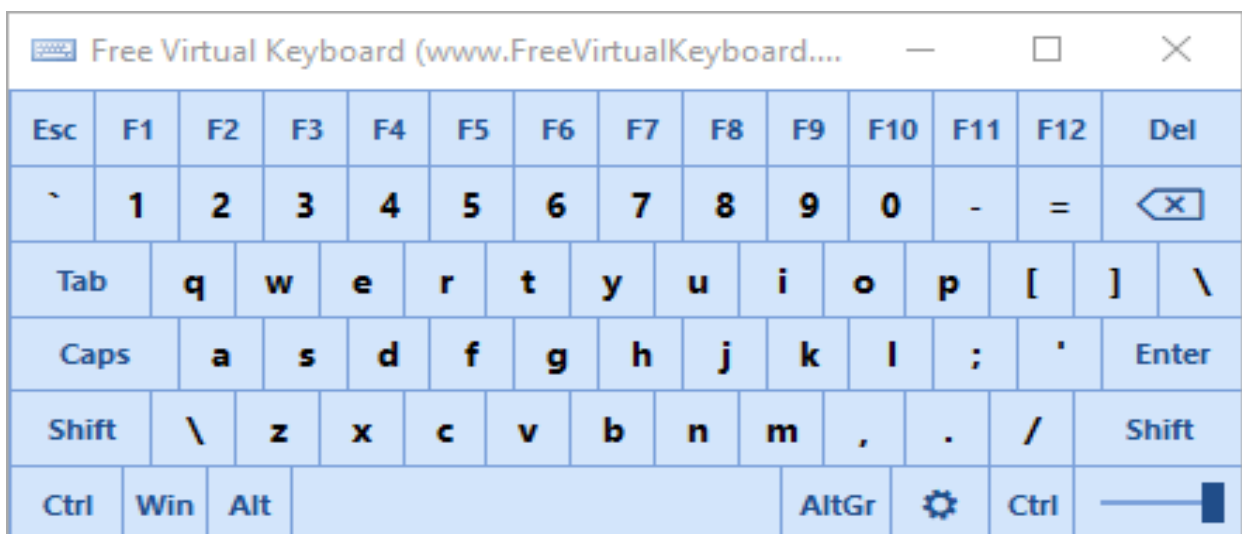 Free Virtual Keyboard (www.FreeVirtualKeyboard....
Esc F1 F2 F3 F4 F5 F6 F7 F8 F9 F10 F11 F12 Del
` 1 2 3 4 5 6 7 8 9 0 - =
Tab q w e r t y u i o p [ ] \
Caps a s d f g h j k l ; ' Enter
Shift \ z x c v b n m , . / Shift
Ctrl Win Alt AltGr Ctrl